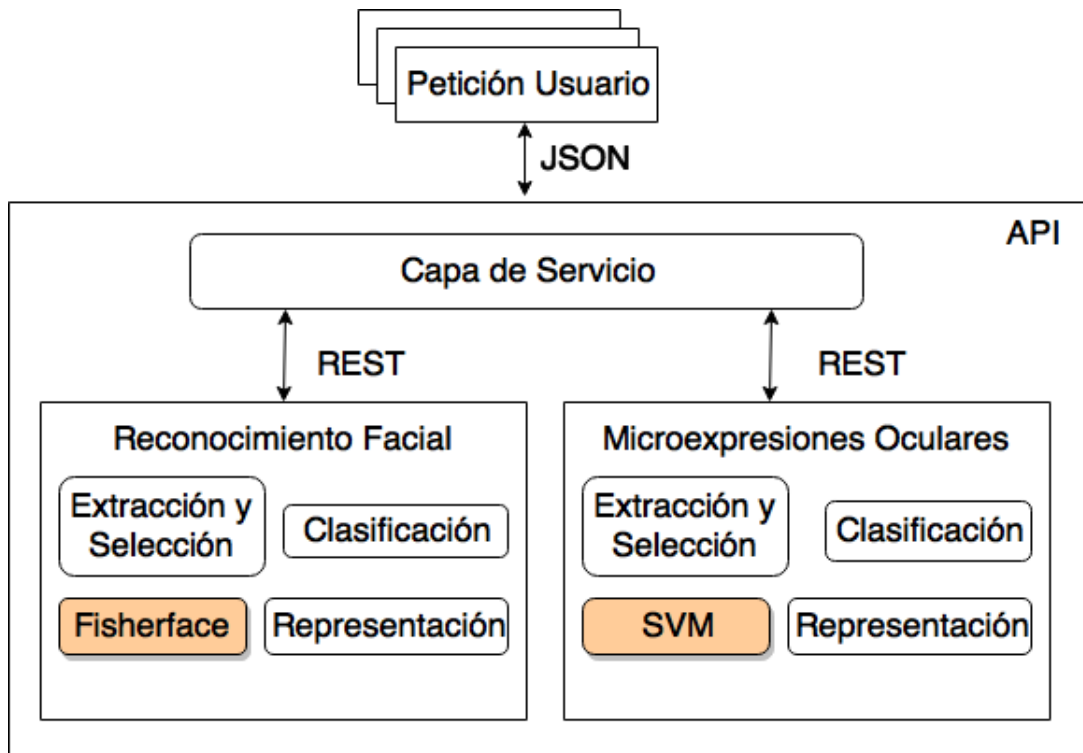 Petición Usuario
JSON
API
Capa de Servicio
REST
REST
Reconocimiento Facial
Extracción y
Selección
Clasificación
Fisherface
Representación
Microexpresiones Oculares
Extracción y
Selección
Clasificación
SVM
Representación